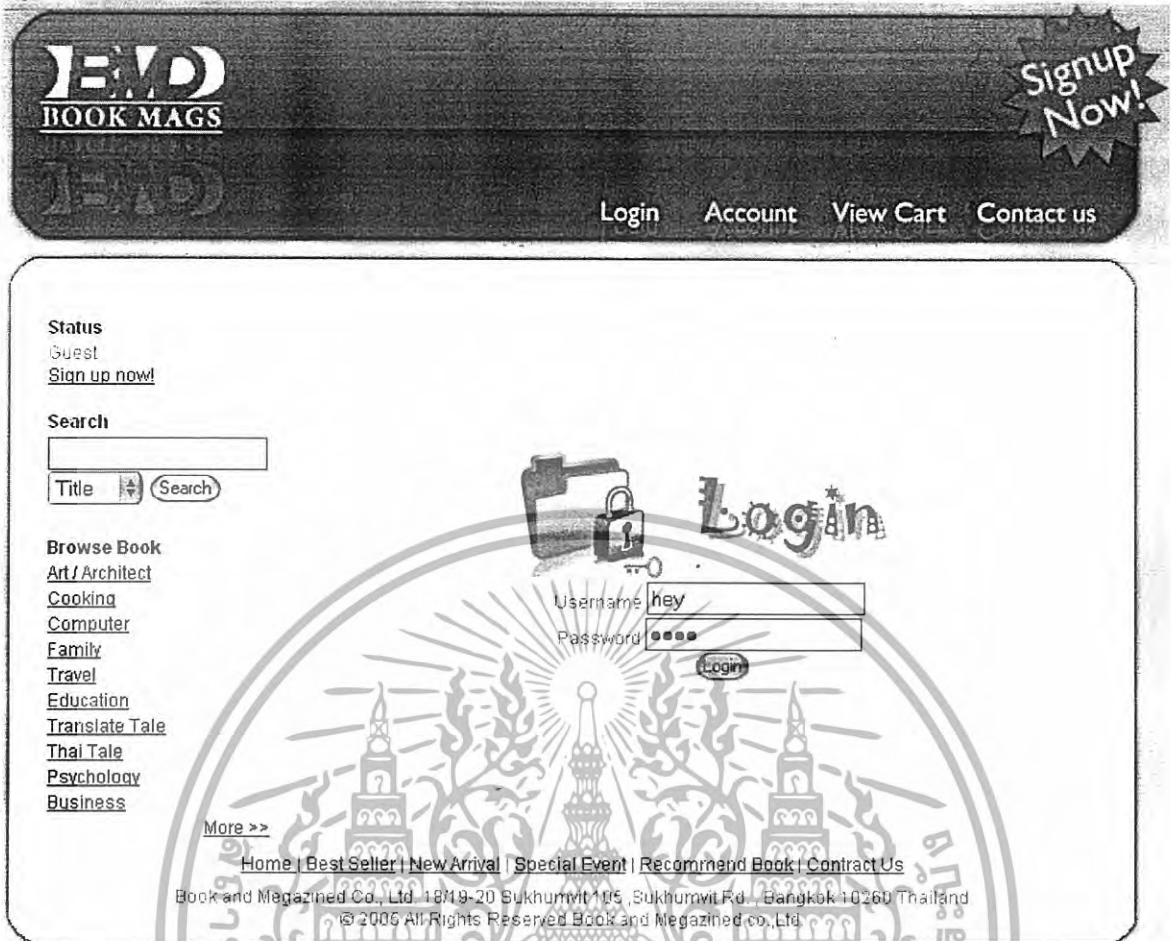 BMD
BOOK MAGS
Signup
Now!
Login Account View Cart Contact us
Status
Guest
Sign up now!
Search
Title Search
Browse Book
Art / Architect
Cooking
Computer
Family
Travel
Education
Translate Tale
Thai Tale
Psychology
Business
More >>
Login
Username hey
Password
Login
Home | Best Seller | New Arrival | Special Event | Recommend Book | Contract Us
Book and Megazined Co., Ltd. 18/19-20 Sukhumvit 105 ,Sukhumvit Rd., Bangkok 10260 Thailand
© 2006 All Rights Reserved Book and Megazined co.,Ltd